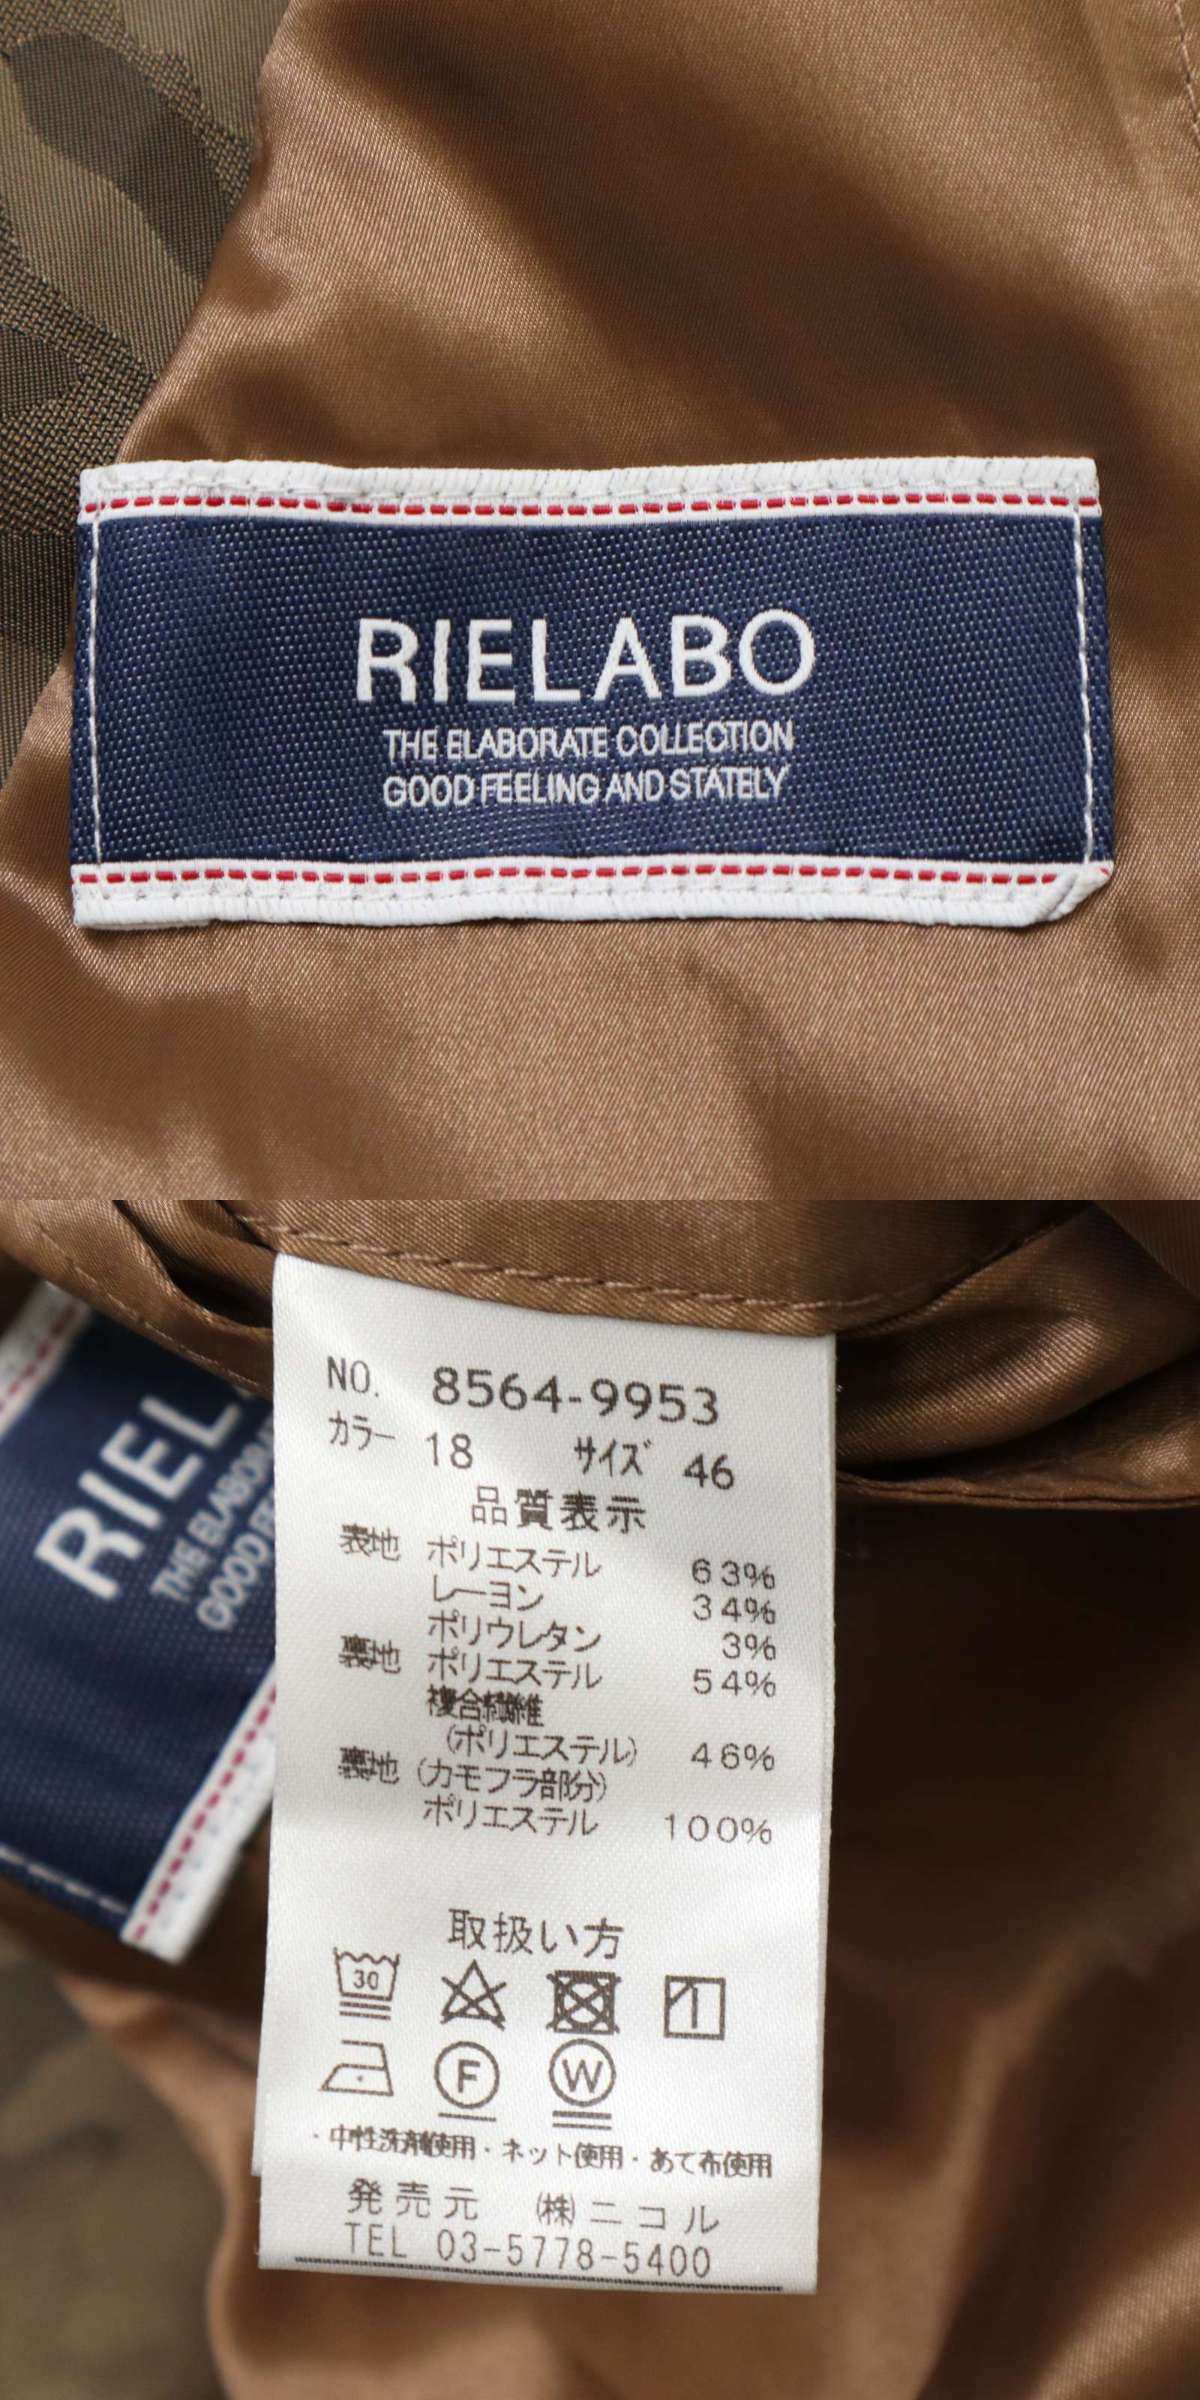 RIELABO
THE ELABORATE COLLECTION
GOOD FEELING AND STATELY
RIEL
THE ELABORA
GOOD FE
NO. 8564-9953
カラー 18 サイズ 46
品質表示
表地 ポリエステル 63%
レーヨン 34%
ポリウレタン 3%
裏地 ポリエステル 54%
複合繊維
(ポリエステル) 46%
裏地 (カモフラ部分)
ポリエステル 100%
取扱い方
30
1
F W
・中性洗剤使用・ネット使用・あて布使用
発売元 (株)ニコル
TEL 03-5778-5400